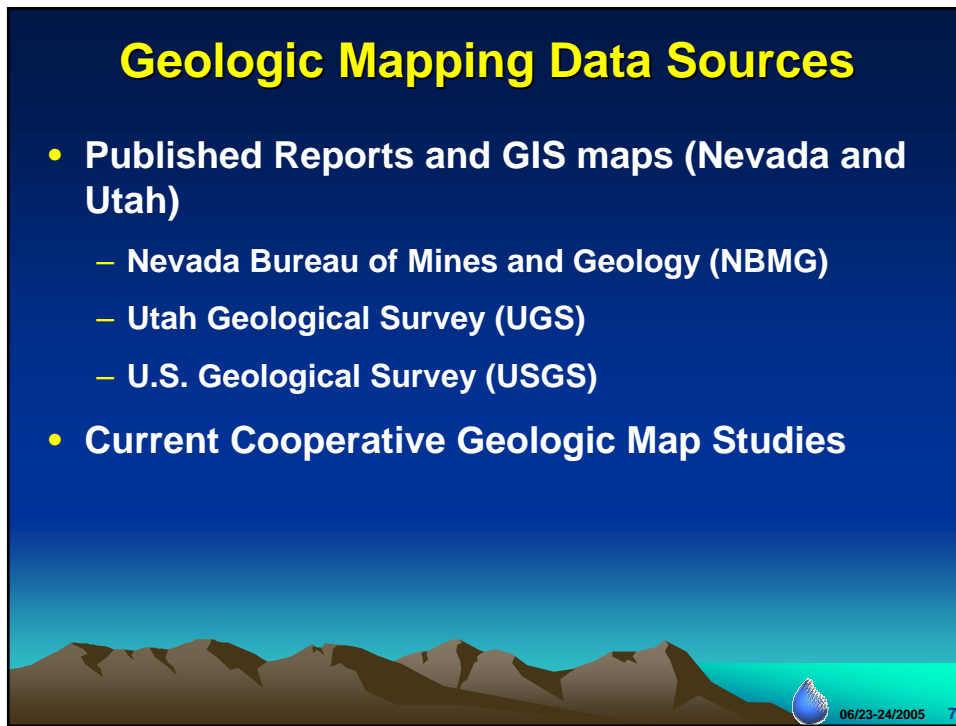 Geologic Mapping Data Sources
• Published Reports and GIS maps (Nevada and
Utah)
– Nevada Bureau of Mines and Geology (NBMG)
– Utah Geological Survey (UGS)
– U.S. Geological Survey (USGS)
• Current Cooperative Geologic Map Studies
06/23-24/2005 7